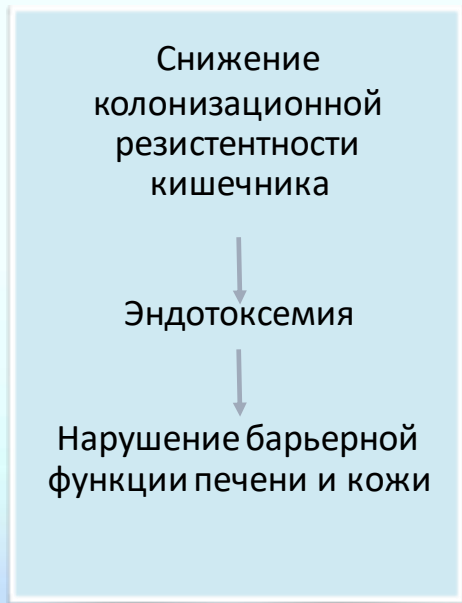 Снижение
колонизационной
резистентности
кишечника
Эндотоксемия
Нарушение барьерной
функции печени и кожи